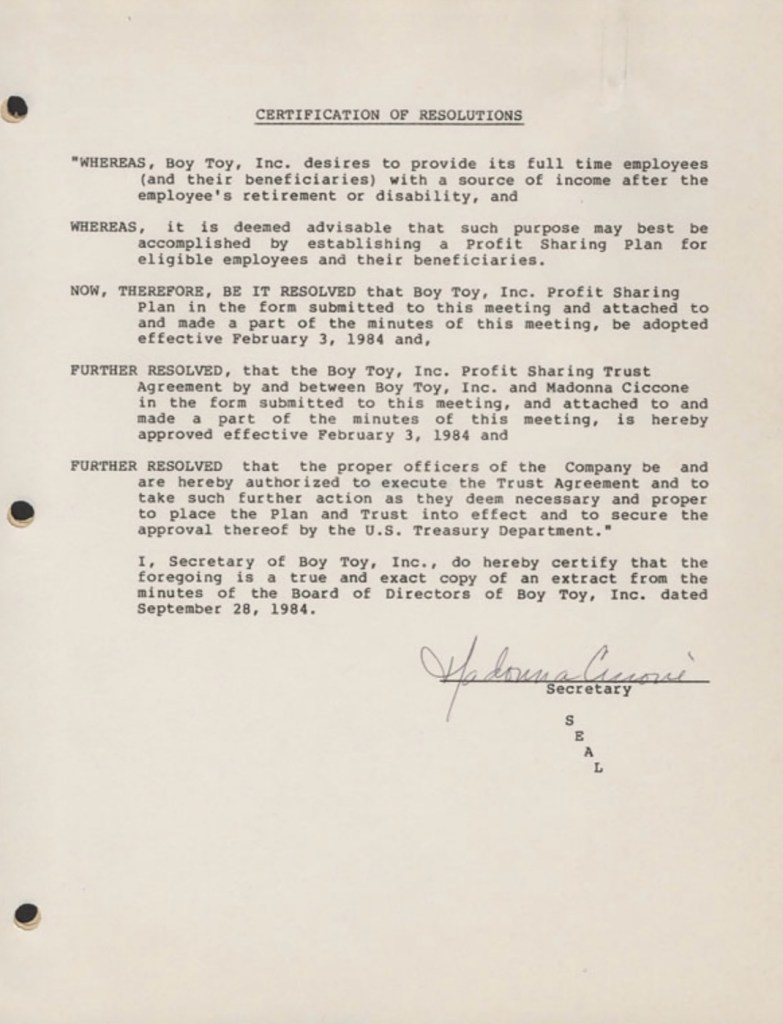 CERTIFICATION OF RESOLUTIONS
"WHEREAS, Boy Toy, Inc. desires to provide its full time employees
(and their beneficiaries) with a source of income after the
employee's retirement or disability, and
WHEREAS, it is deemed advisable that such purpose may best be
accomplished by establishing a Profit Sharing Plan for
eligible employees and their beneficiaries.
NOW, THEREFORE, BE IT RESOLVED that Boy Toy, Inc. Profit Sharing
Plan in the form submitted to this meeting and attached to
and made a part of the minutes of this meeting, be adopted
effective February 3, 1984 and,
FURTHER RESOLVED, that the Boy Toy, Inc. Profit Sharing Trust
Agreement by and between Boy Toy, Inc. and Madonna Ciccone
in the form submitted to this meeting, and attached to and
made a part of the minutes of this meeting, is hereby
approved effective February 3, 1984 and
FURTHER RESOLVED that the proper officers of the Company be and
are hereby authorized to execute the Trust Agreement and to
take such further action as they deem necessary and proper
to place the Plan and Trust into effect and to secure the
approval thereof by the U.S. Treasury Department."
I, Secretary of Boy Toy, Inc., do hereby certify that the
foregoing is a true and exact copy of an extract from the
minutes of the Board of Directors of Boy Toy, Inc. dated
September 28, 1984.
Madonna Ciccone
Secretary
S
E
A
L